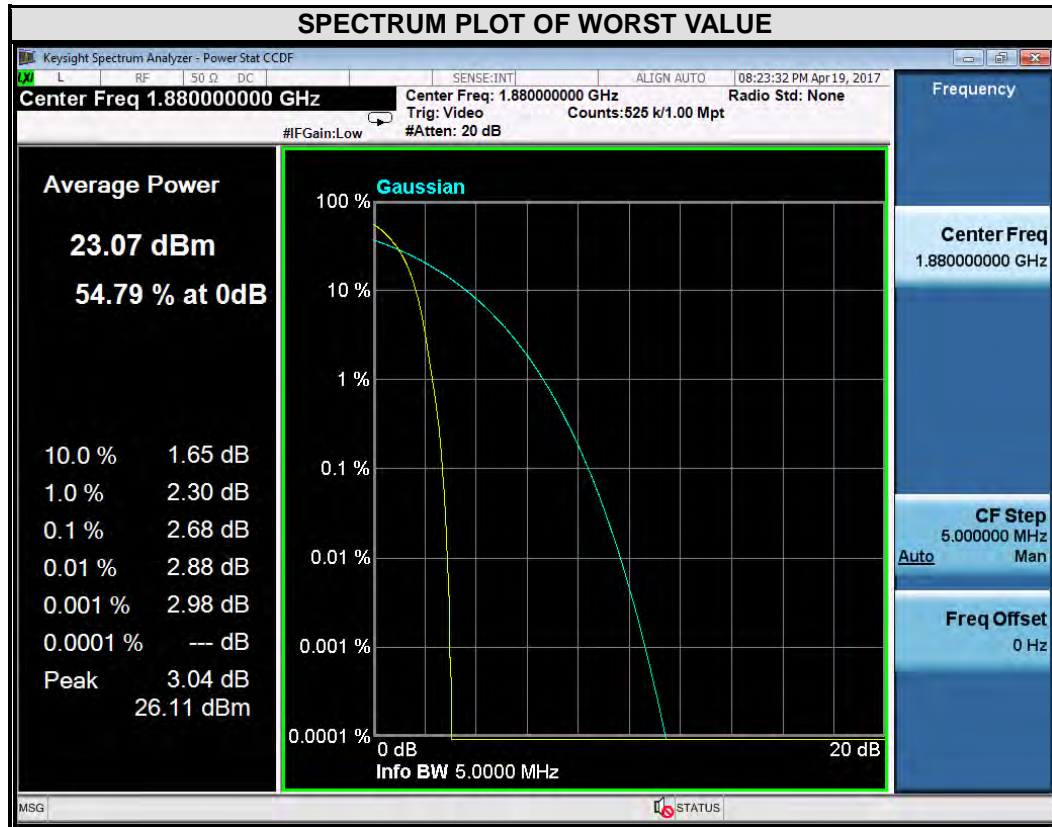 SPECTRUM PLOT OF WORST VALUE
Keysight Spectrum Analyzer - Power Stat CCDF
LXI L RF 50 Ω DC SENSE:INT ALIGN AUTO 08:23:32 PM Apr 19, 2017
Center Freq 1.880000000 GHz
Center Freq: 1.880000000 GHz Radio Std: None
Trig: Video Counts:525 k/1.00 Mpt
#IFGain:Low #Atten: 20 dB
Frequency
Average Power
23.07 dBm
54.79 % at 0dB
10.0 % 1.65 dB
1.0 % 2.30 dB
0.1 % 2.68 dB
0.01 % 2.88 dB
0.001 % 2.98 dB
0.0001 % --- dB
Peak 3.04 dB
26.11 dBm
Gaussian
100 %
10 %
1 %
0.1 %
0.01 %
0.001 %
0.0001 %
0 dB 20 dB
Info BW 5.0000 MHz
Center Freq
1.880000000 GHz
CF Step
5.000000 MHz
Auto Man
Freq Offset
0 Hz
MSG STATUS